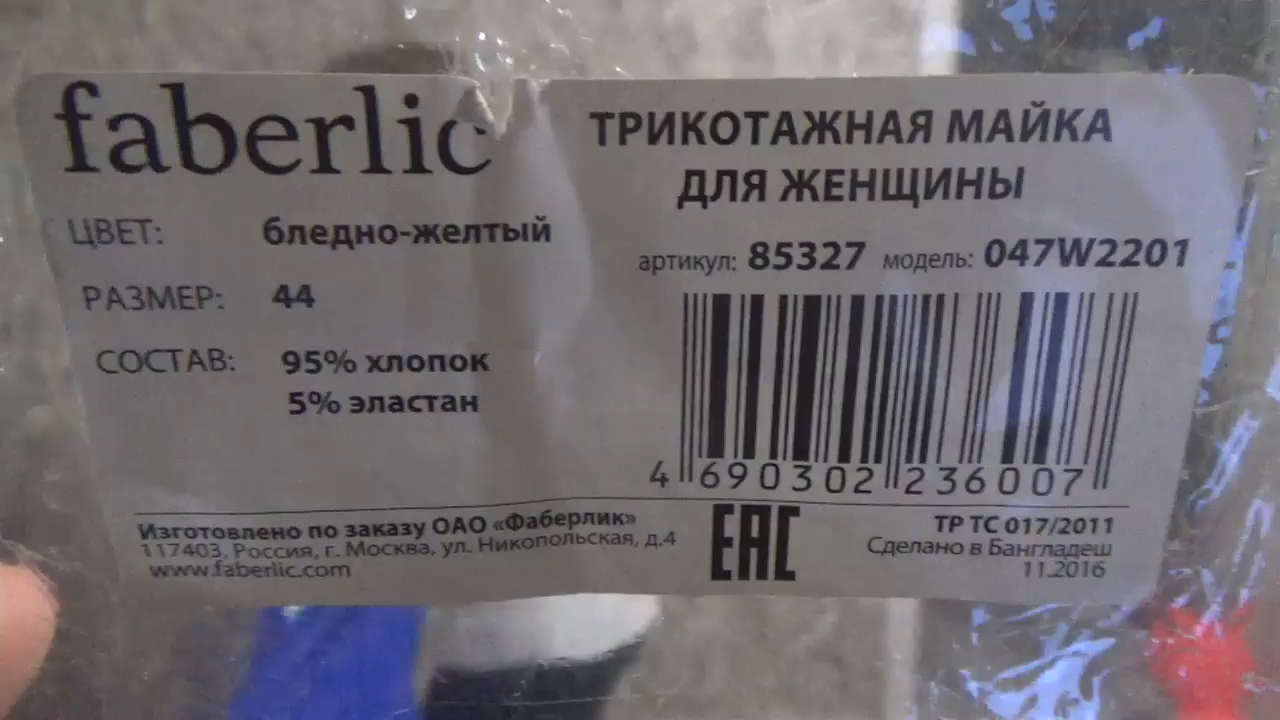 faberlic
ЦВЕТ: бледно-желтый
РАЗМЕР: 44
СОСТАВ: 95% хлопок
5% эластан
ТРИКОТАЖНАЯ МАЙКА
ДЛЯ ЖЕНЩИНЫ
артикул: 85327 модель: 047W2201
4 690302 236007
Изготовлено по заказу ОАО «Фаберлик»
117403, Россия, г. Москва, ул. Никопольская, д.4
www.faberlic.com
EAC
ТР ТС 017/2011
Сделано в Бангладеш
11.2016